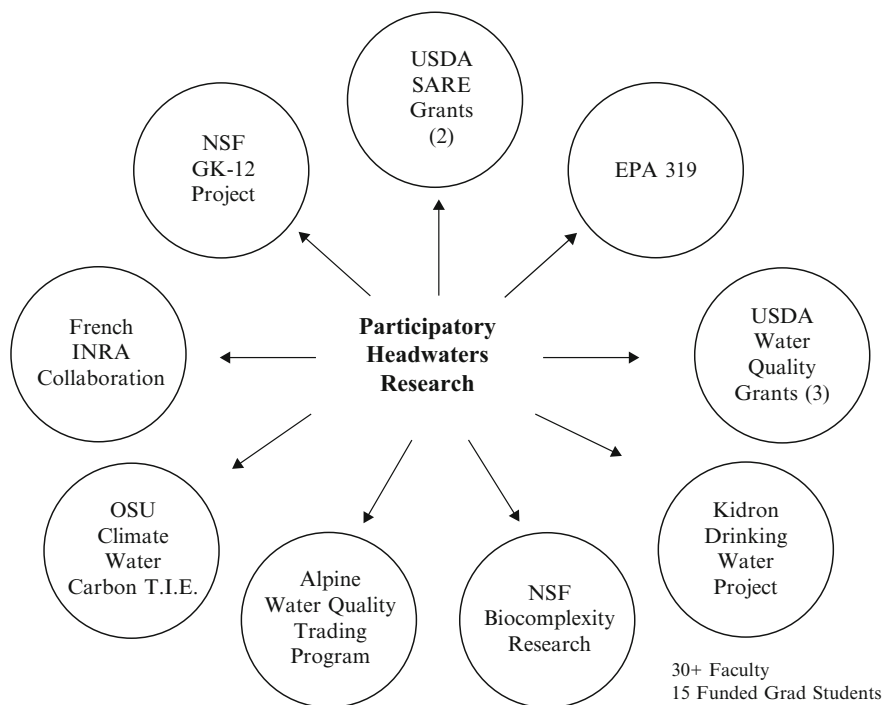 USDA
SARE
Grants
(2)
NSF
GK-12
Project
EPA 319
French
INRA
Collaboration
Participatory
Headwaters
Research
USDA
Water
Quality
Grants (3)
OSU
Climate
Water
Carbon T.I.E.
Alpine
Water Quality
Trading
Program
NSF
Biocomplexity
Research
Kidron
Drinking
Water
Project
30+ Faculty
15 Funded Grad Students